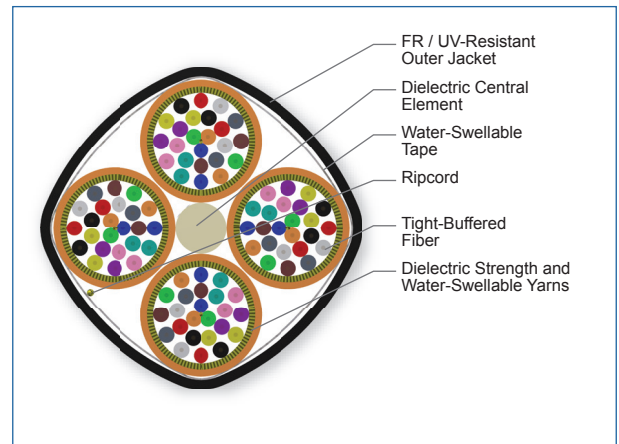 FR / UV-Resistant
Outer Jacket
Dielectric Central
Element
Water-Swellable
Tape
Ripcord
Tight-Buffered
Fiber
Dielectric Strength and
Water-Swellable Yarns